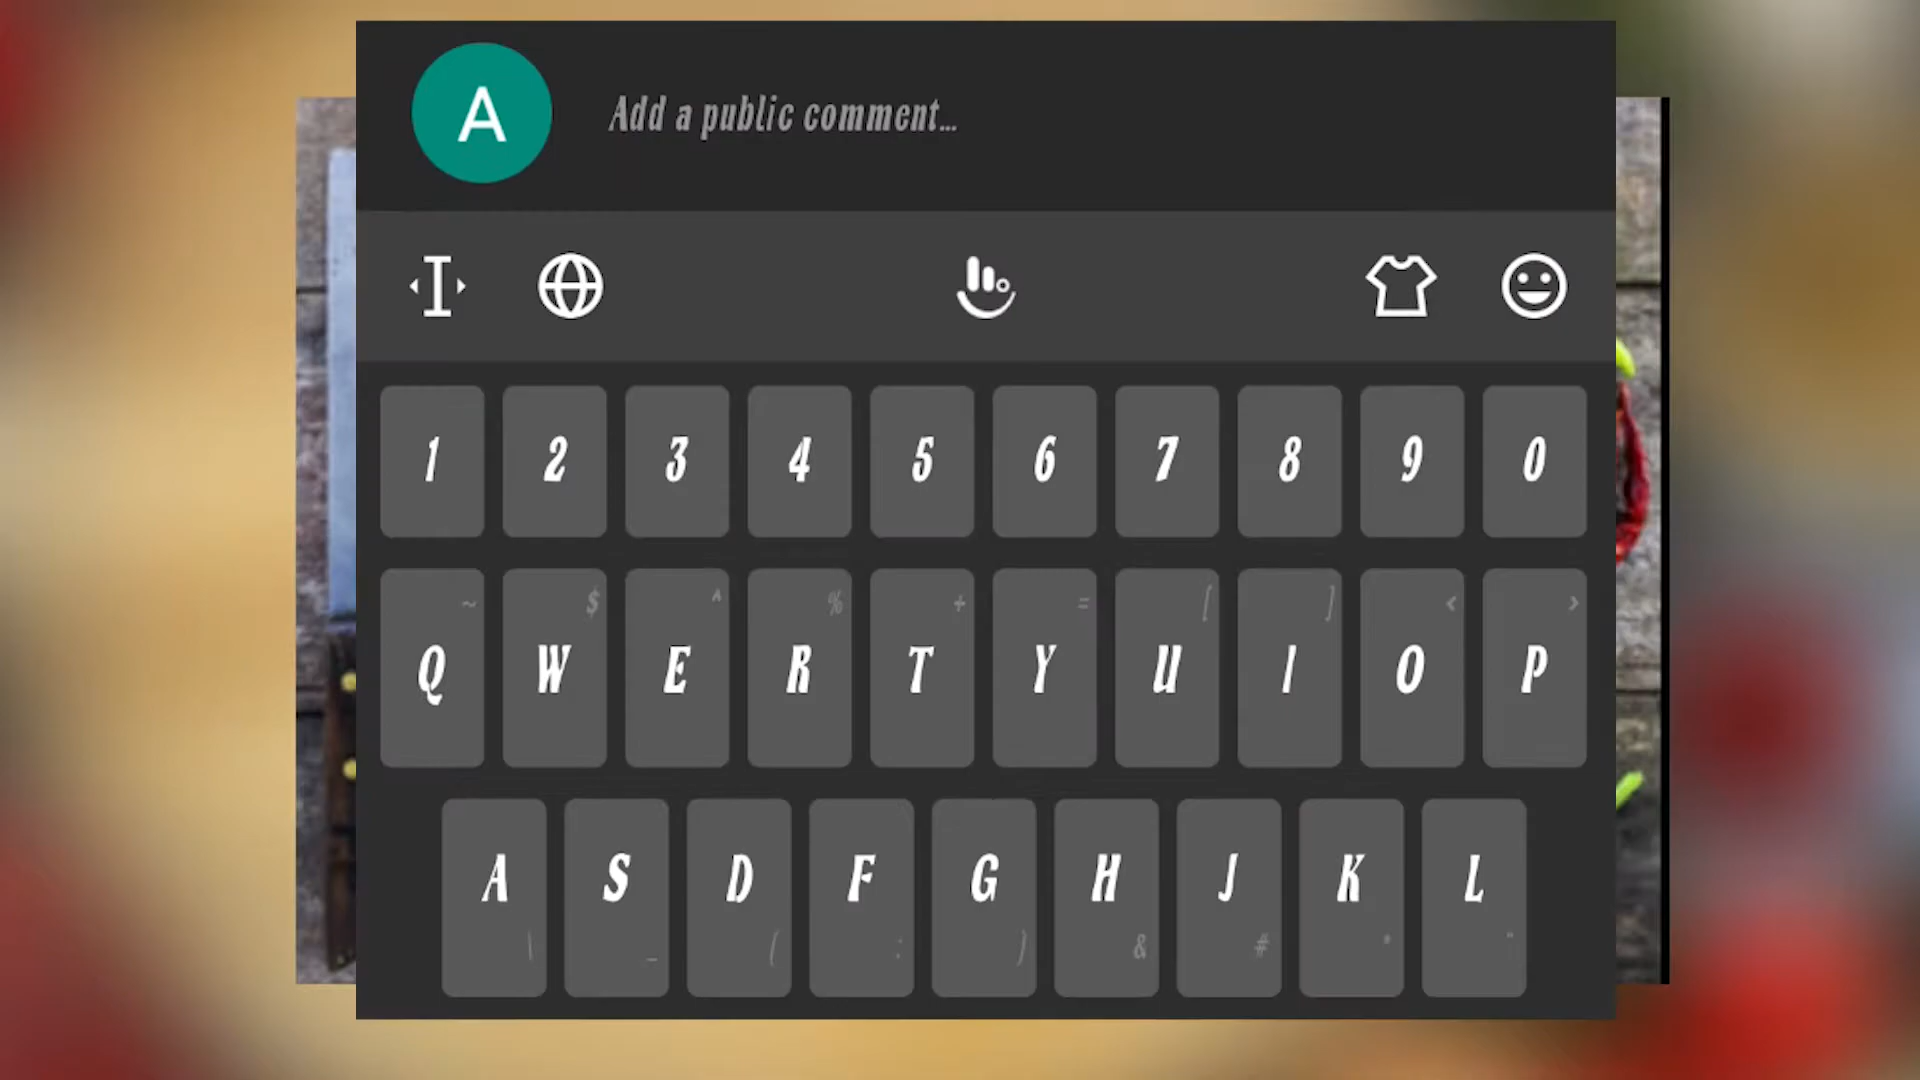 A
Add a public comment...
1 2 3 4 5 6 7 8 9 0
~ $ ^ % + = [ ] < >
Q W E R T Y U I O P
A S D F G H J K L
\ _ ( : ) & # * "